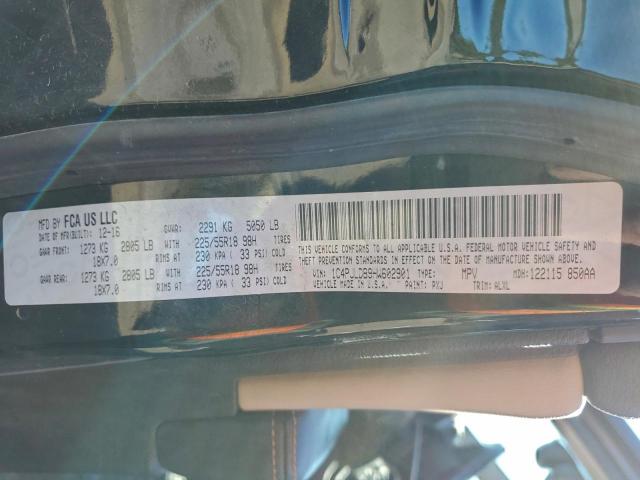 MFD BY FCA US LLC
DATE OF MFR(BUILT): 12-16 GVWR: 2291 KG 5050 LB
GAWR FRONT: 1273 KG 2805 LB WITH 225/55R18 98H TIRES
18X7.0 RIMS AT 230 KPA ( 33 PSI) COLD
GAWR REAR: 1273 KG 2805 LB WITH 225/55R18 98H TIRES
18X7.0 RIMS AT 230 KPA ( 33 PSI) COLD
THIS VEHICLE CONFORMS TO ALL APPLICABLE U.S.A. FEDERAL MOTOR VEHICLE SAFETY
AND THEFT PREVENTION STANDARDS IN EFFECT ON THE DATE OF MANUFACTURE SHOWN ABOVE.
TYPE: MPV MDH: 122115 850AA
VEHICLE MADE IN U.S.A. PAINT: PXJ TRIM: ALXL